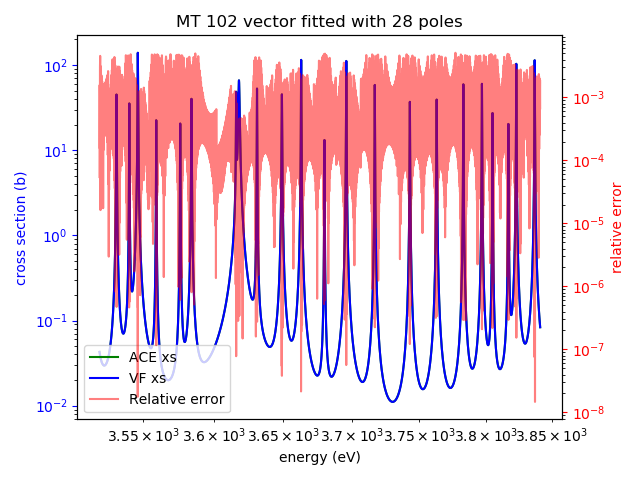 MT 102 vector fitted with 28 poles
10²
10¹
10⁰
10⁻¹
10⁻²
cross section (b)
10⁻³
10⁻⁴
10⁻⁵
10⁻⁶
10⁻⁷
10⁻⁸
relative error
ACE xs
VF xs
Relative error
3.55 × 10³ 3.6 × 10³ 3.65 × 10³ 3.7 × 10³ 3.75 × 10³ 3.8 × 10³ 3.85 × 10³
energy (eV)